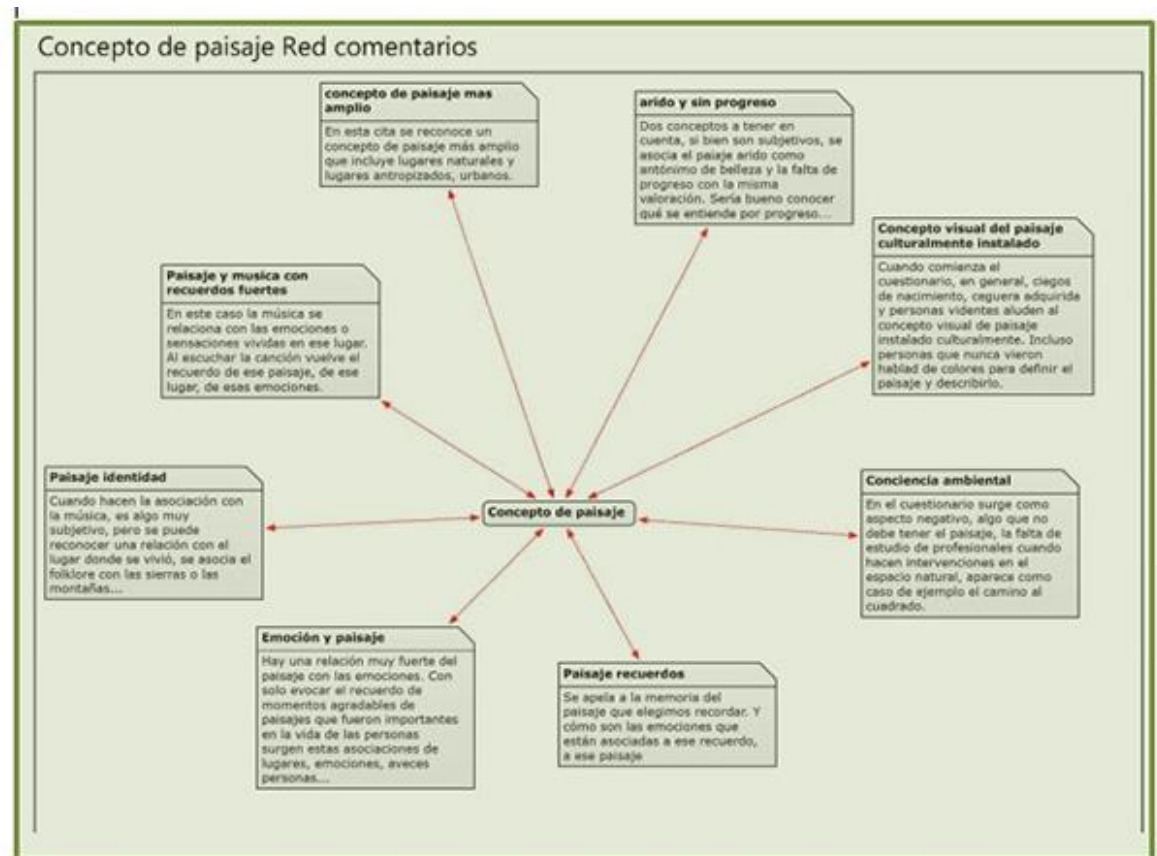 Concepto de paisaje Red comentarios
concepto de paisaje mas
amplio
En esta cita se reconoce un
concepto de paisaje más amplio
que incluye lugares naturales y
lugares antropizados, urbanos.
arido y sin progreso
Dos conceptos a tener en
cuenta, si bien son subjetivos, se
asocia el paiaje arido como
antónimo de belleza y la falta de
progreso con la misma
valoración. Sería bueno conocer
qué se entiende por progreso...
Concepto visual del paisaje
culturalmente instalado
Cuando comienza el
cuestionario, en general, ciegos
de nacimiento, ceguera adquirida
y personas videntes aluden al
concepto visual de paisaje
instalado culturalmente. Incluso
personas que nunca vieron
hablad de colores para definir el
paisaje y describirlo.
Paisaje y musica con
recuerdos fuertes
En este caso la música se
relaciona con las emociones o
sensaciones vividas en ese lugar.
Al escuchar la canción vuelve el
recuerdo de ese paisaje, de ese
lugar, de esas emociones.
Paisaje identidad
Cuando hacen la asociación con
la música, es algo muy
subjetivo, pero se puede
reconocer una relación con el
lugar donde se vivió, se asocia el
folklore con las sierras o las
montañas...
Concepto de paisaje
Conciencia ambiental
En el cuestionario surge como
aspecto negativo, algo que no
debe tener el paisaje, la falta de
estudio de profesionales cuando
hacen intervenciones en el
espacio natural, aparece como
caso de ejemplo el camino al
cuadrado.
Emoción y paisaje
Hay una relación muy fuerte del
paisaje con las emociones. Con
solo evocar el recuerdo de
momentos agradables de
paisajes que fueron importantes
en la vida de las personas
surgen estas asociaciones de
lugares, emociones, aveces
personas...
Paisaje recuerdos
Se apela a la memoria del
paisaje que elegimos recordar. Y
cómo son las emociones que
están asociadas a ese recuerdo,
a ese paisaje